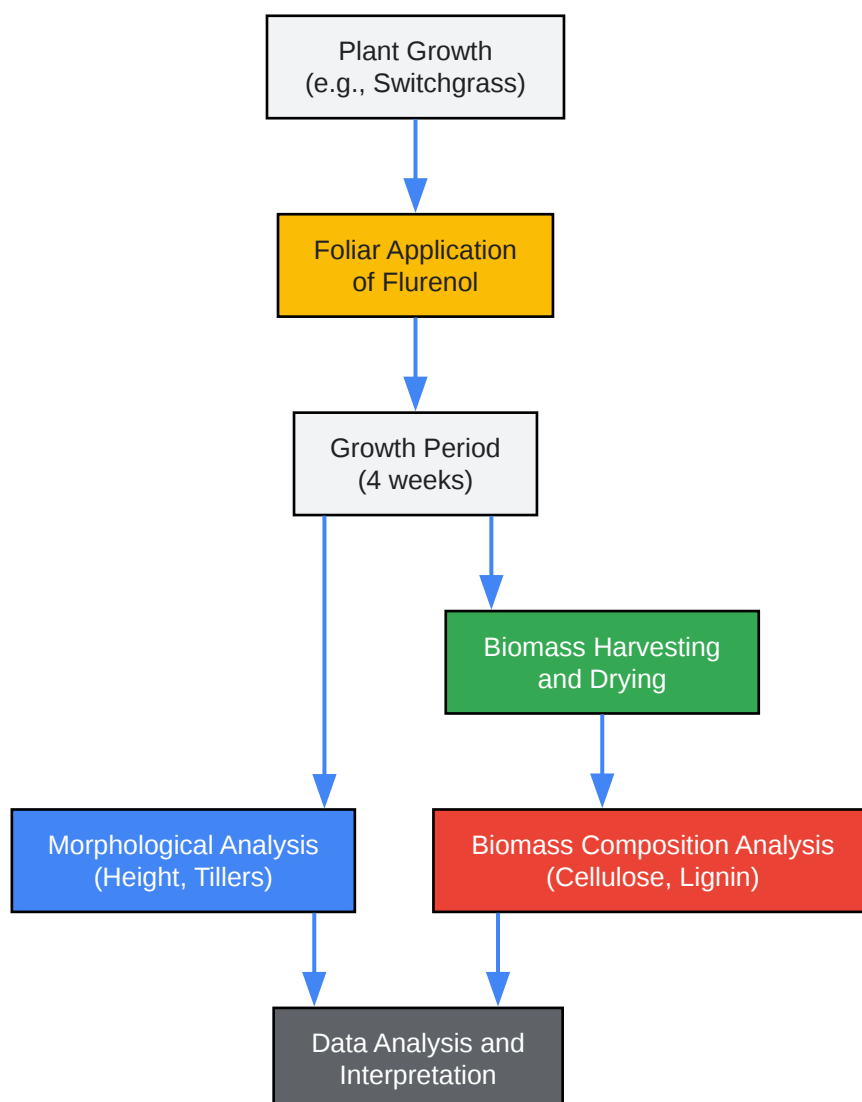 Plant Growth
(e.g., Switchgrass)
Foliar Application
of Flurenol
Growth Period
(4 weeks)
Biomass Harvesting
and Drying
Morphological Analysis
(Height, Tillers)
Biomass Composition Analysis
(Cellulose, Lignin)
Data Analysis and
Interpretation